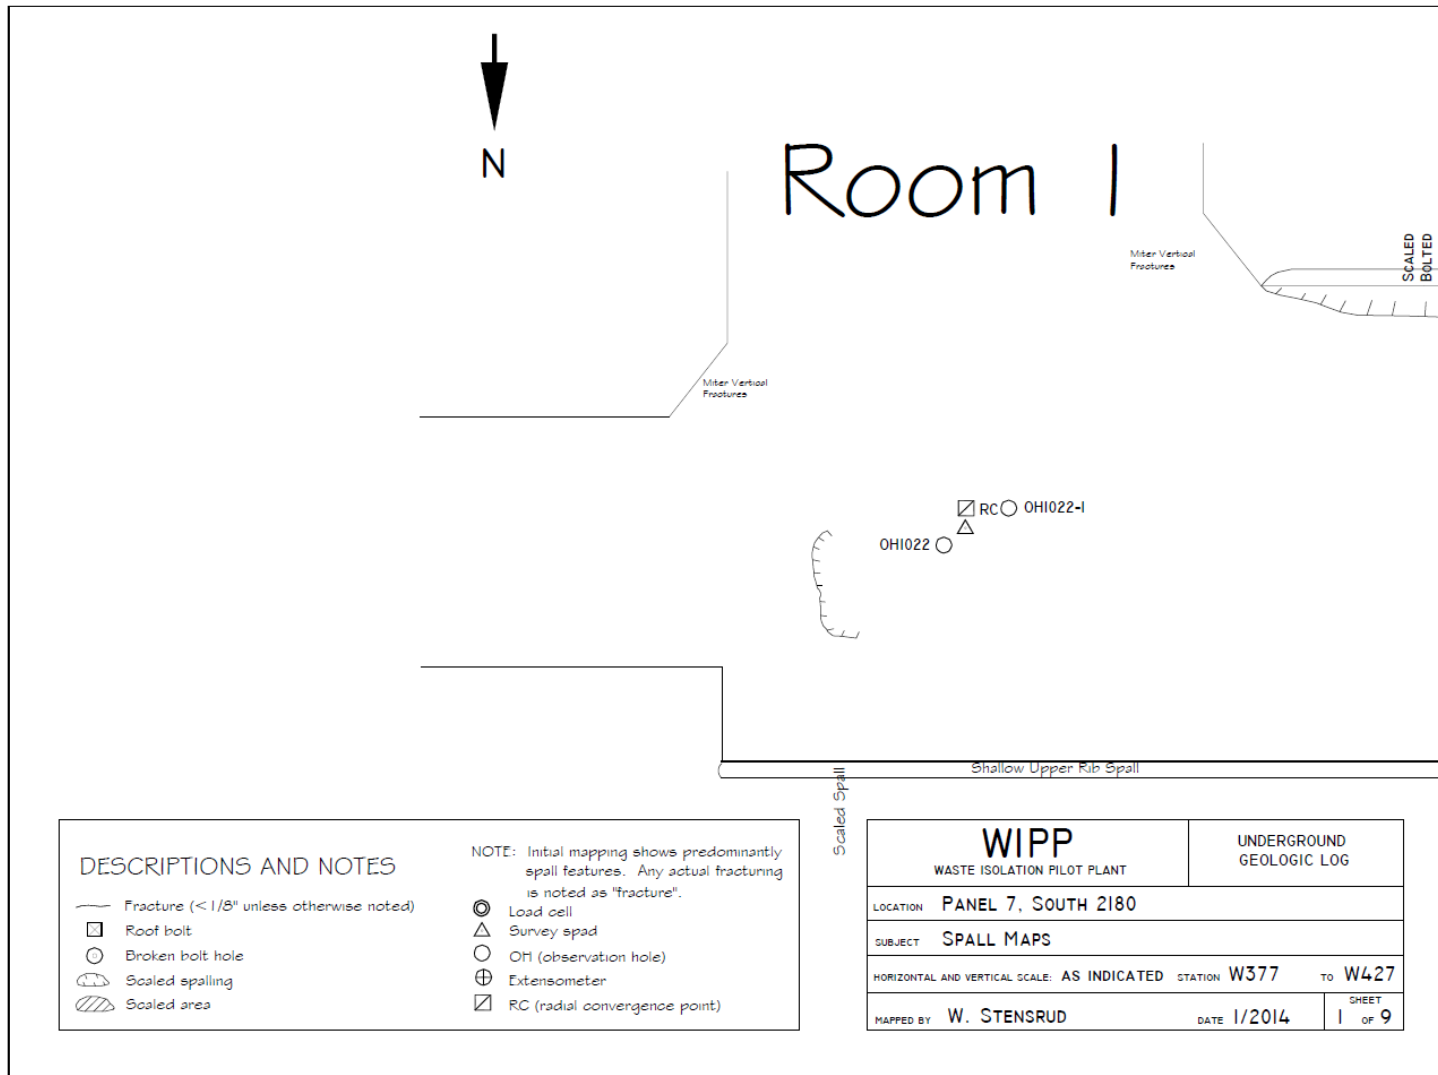 N
Room 1
Miter Vertical
Fractures
SCALED
BOLTED
Miter Vertical
Fractures
RC
OH1022-1
OH1022
Shallow Upper Rib Spall
Scaled Spall
DESCRIPTIONS AND NOTES
Fracture (<1/8" unless otherwise noted)
Roof bolt
Broken bolt hole
Scaled spalling
Scaled area
NOTE: Initial mapping shows predominantly
spall features. Any actual fracturing
is noted as "fracture".
Load cell
Survey spad
OH (observation hole)
Extensometer
RC (radial convergence point)
WIPP
WASTE ISOLATION PILOT PLANT
UNDERGROUND
GEOLOGIC LOG
LOCATION PANEL 7, SOUTH 2180
SUBJECT SPALL MAPS
HORIZONTAL AND VERTICAL SCALE: AS INDICATED STATION W377 TO W427
MAPPED BY W. STENSRUD DATE 1/2014
SHEET
1 OF 9